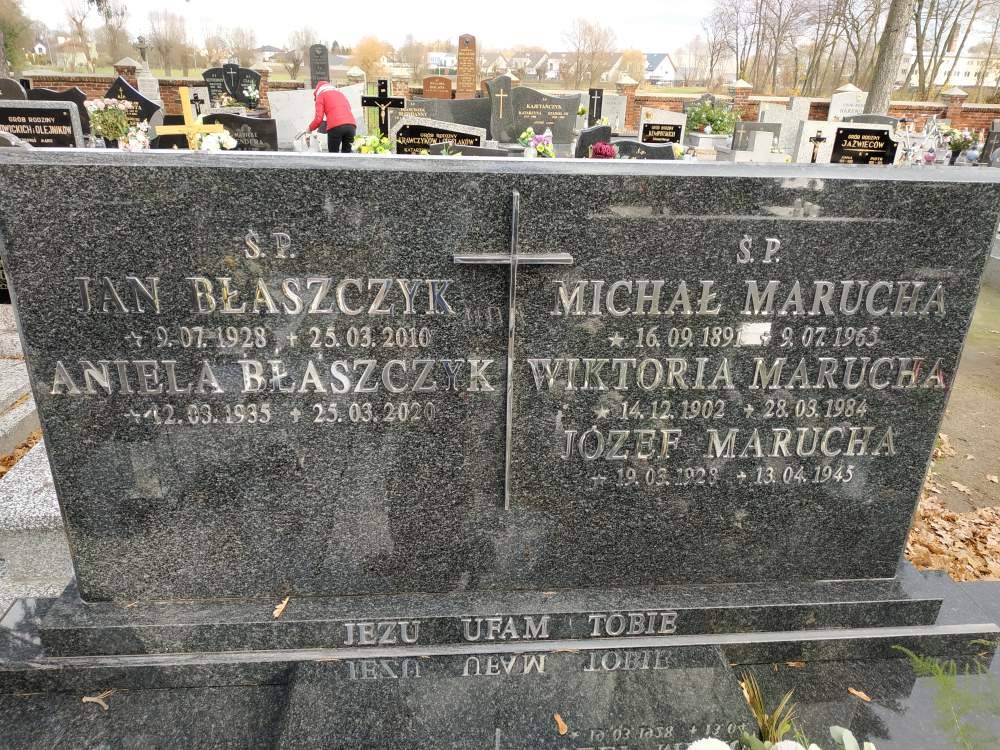 Ś.P.
JAN BŁASZCZYK
* 9.07.1928 + 25.03.2010
ANIELA BŁASZCZYK
* 12.03.1935 + 25.03.2020
Ś.P.
MICHAŁ MARUCHA
* 16.09.1891 + 9.07.1965
WIKTORIA MARUCHA
* 14.12.1902 + 28.03.1984
JÓZEF MARUCHA
* 19.03.1928 + 13.04.1945
JEZU UFAM TOBIE
GRÓB RODZINY
JAŹWIECÓW